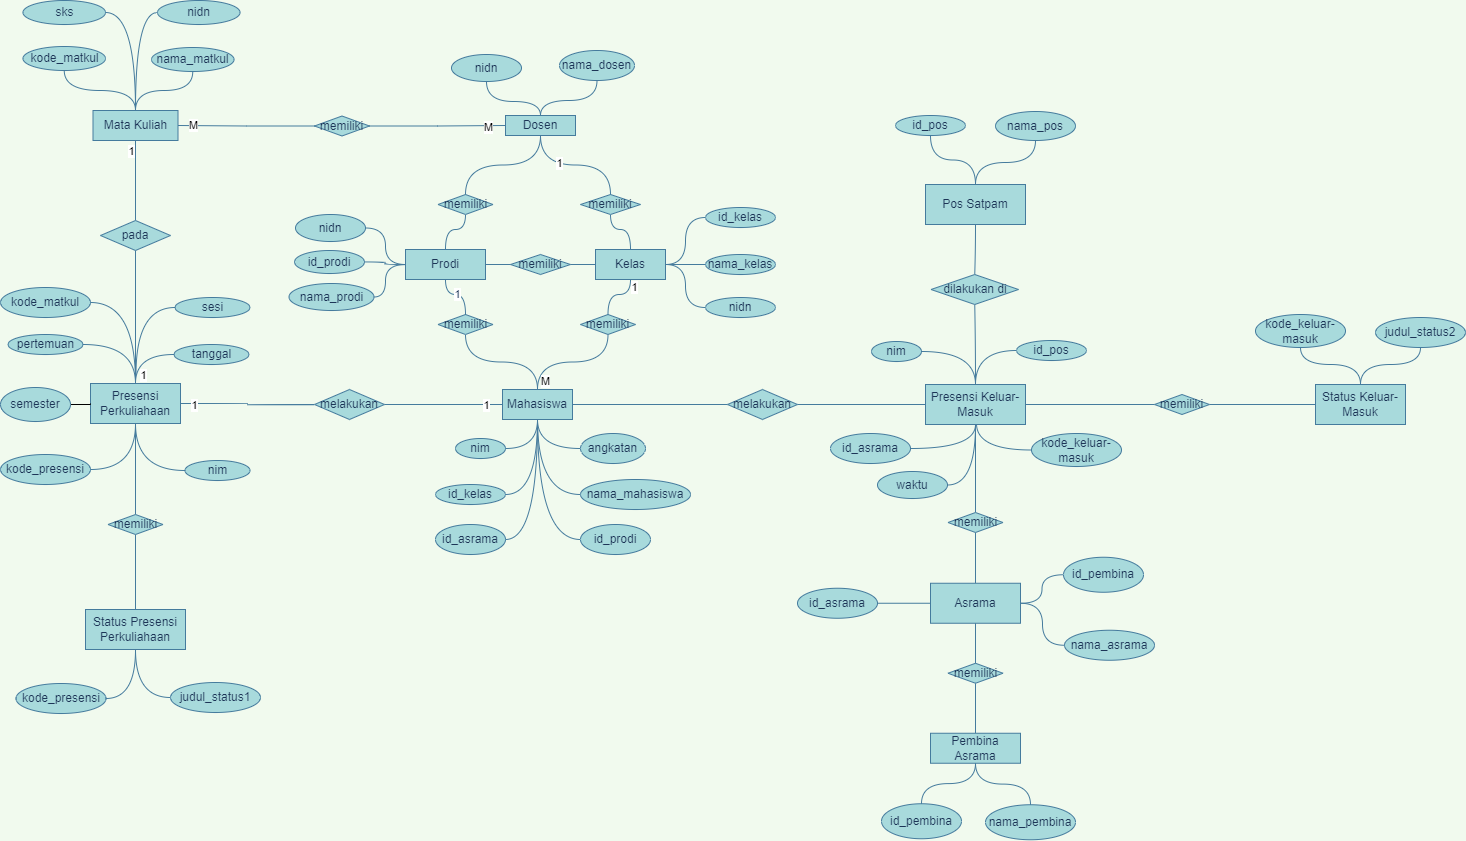 sks
nidn
kode_matkul
nama_matkul
Mata Kuliah
M
memiliki
M
Dosen
nidn
nama_dosen
1
1
pada
memiliki
memiliki
nidn
id_prodi
nama_prodi
Prodi
memiliki
Kelas
id_kelas
nama_kelas
nidn
1
1
memiliki
memiliki
id_pos
nama_pos
Pos Satpam
dilakukan di
kode_matkul
sesi
pertemuan
tanggal
1
semester
Presensi
Perkuliahaan
1
melakukan
1
M
Mahasiswa
melakukan
nim
id_pos
Presensi Keluar-
Masuk
memiliki
kode_keluar-
masuk
judul_status2
Status Keluar-
Masuk
kode_presensi
nim
memiliki
Status Presensi
Perkuliahaan
kode_presensi
judul_status1
nim
angkatan
id_kelas
nama_mahasiswa
id_asrama
id_prodi
id_asrama
kode_keluar-
masuk
waktu
memiliki
id_asrama
Asrama
id_pembina
nama_asrama
memiliki
Pembina
Asrama
id_pembina
nama_pembina